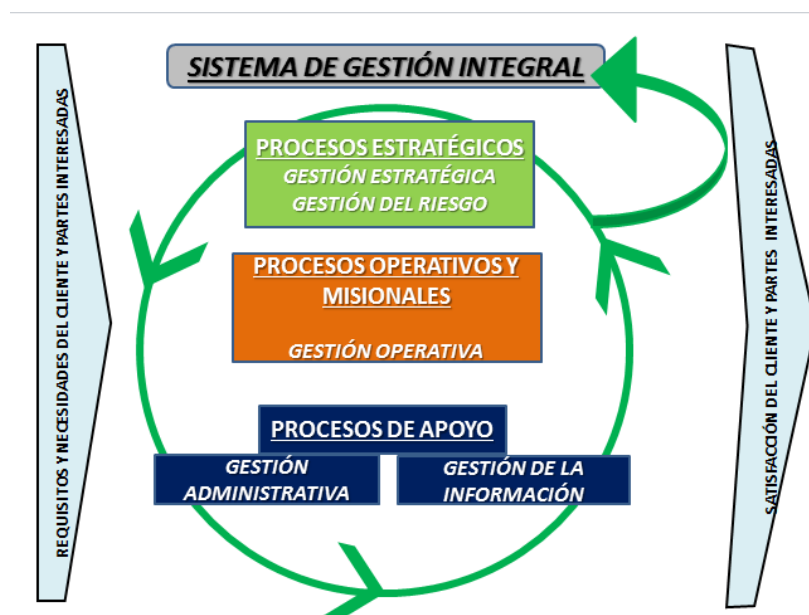 SISTEMA DE GESTIÓN INTEGRAL
REQUISITOS Y NECESIDADES DEL CLIENTE Y PARTES INTERESADAS
PROCESOS ESTRATÉGICOS
GESTIÓN ESTRATÉGICA
GESTIÓN DEL RIESGO
PROCESOS OPERATIVOS Y
MISIONALES
GESTIÓN OPERATIVA
PROCESOS DE APOYO
GESTIÓN
ADMINISTRATIVA
GESTIÓN DE LA
INFORMACIÓN
SATISFACCIÓN DEL CLIENTE Y PARTES INTERESADAS